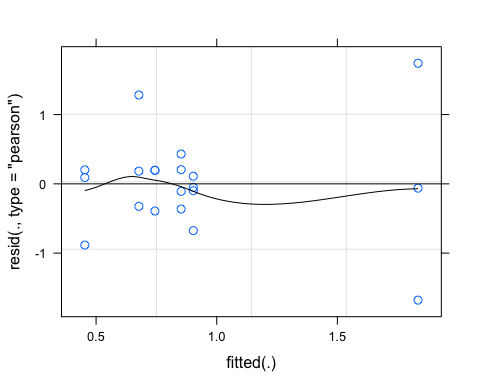 resid(., type = "pearson")
1
0
-1
0.5 1.0 1.5
fitted(.)